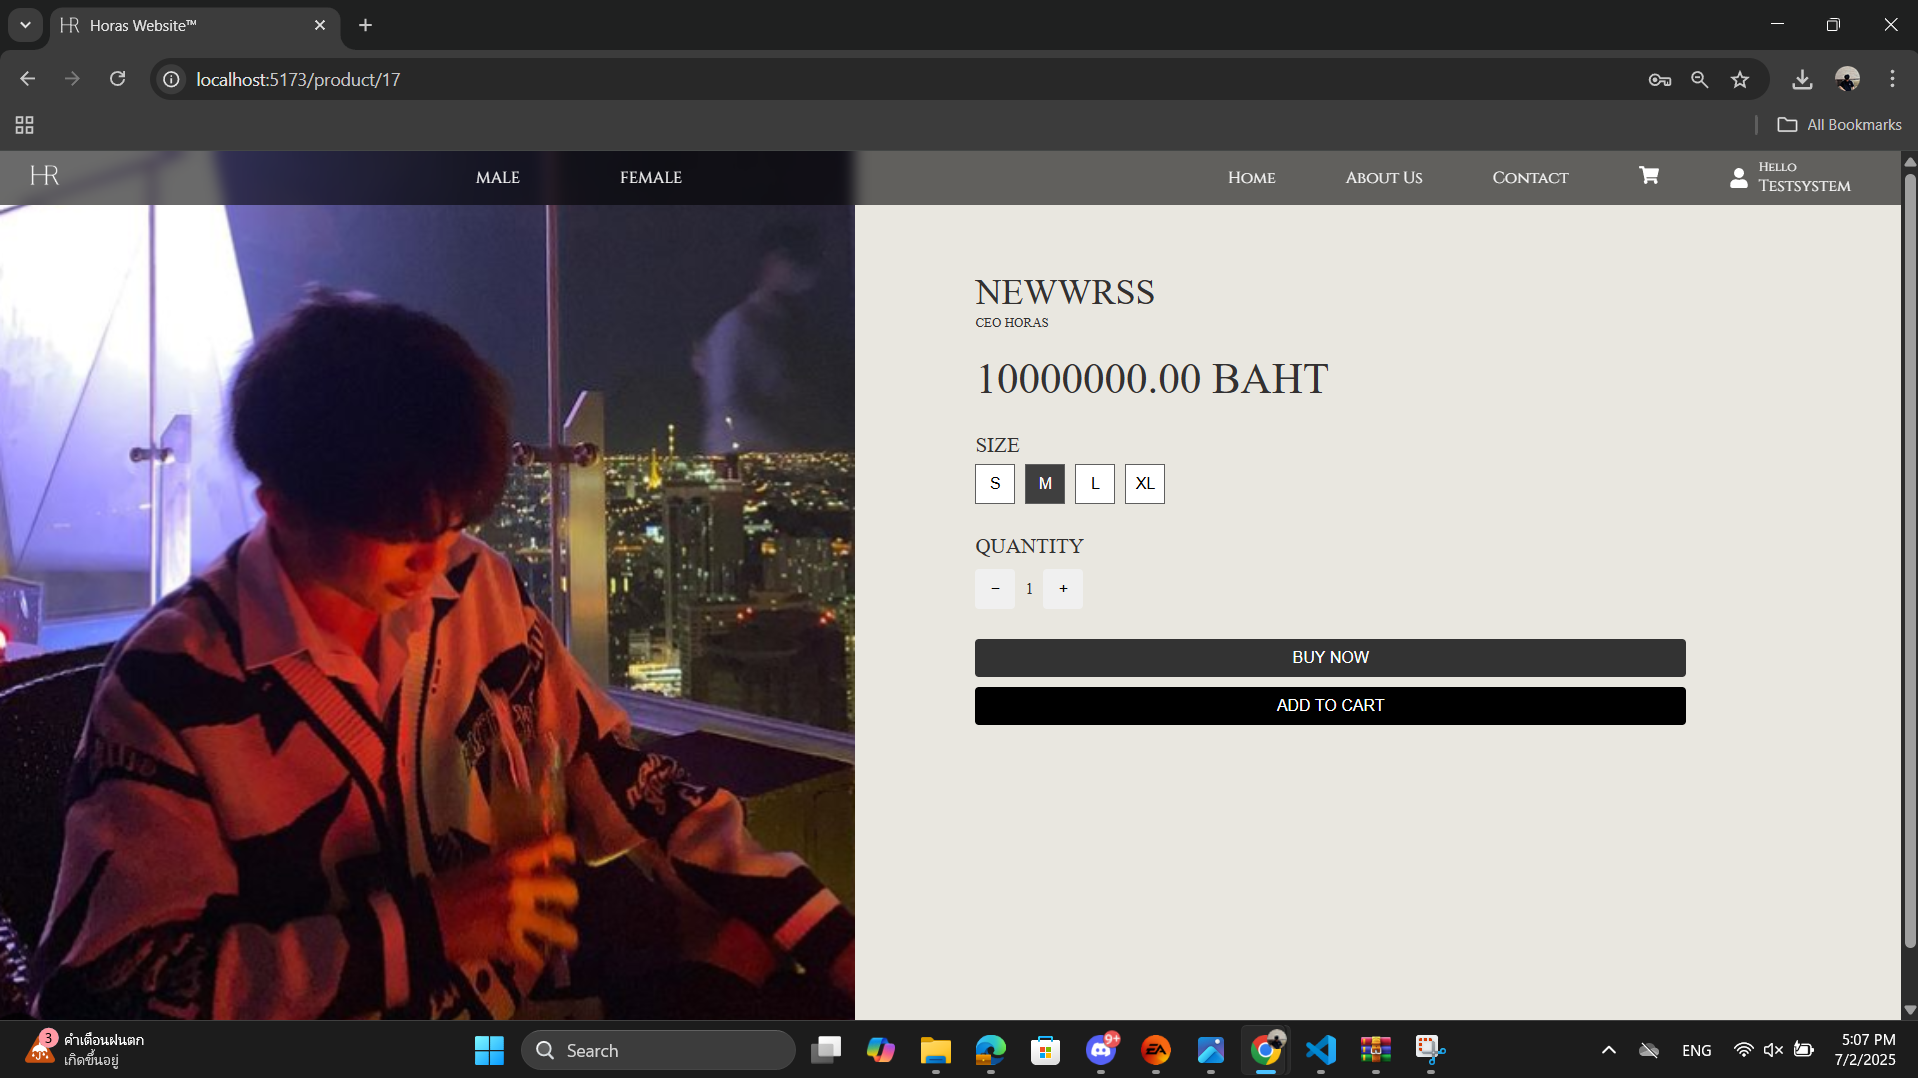 HR Horas Website™
localhost:5173/product/17
All Bookmarks
HR
MALE
FEMALE
Home
About Us
Contact
Hello
Testsystem
NEWWRSS
CEO HORAS
10000000.00 BAHT
SIZE
S
M
L
XL
QUANTITY
− 1 +
BUY NOW
ADD TO CART
3
คำเตือนฝนตก
เกิดขึ้นอยู่
Search
9+
EA
ENG
5:07 PM
7/2/2025